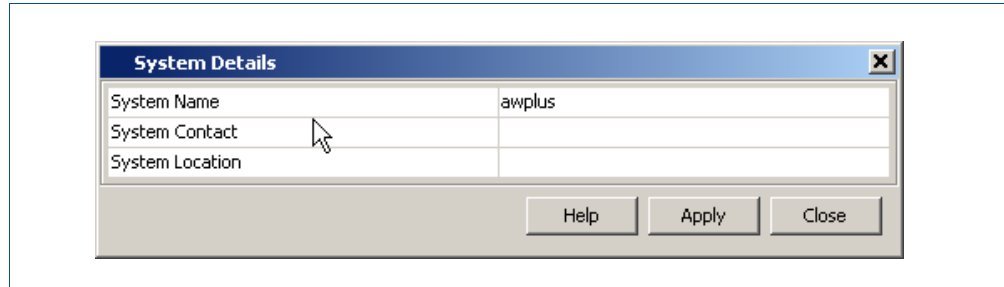 System Details
System Name awplus
System Contact
System Location
Help Apply Close